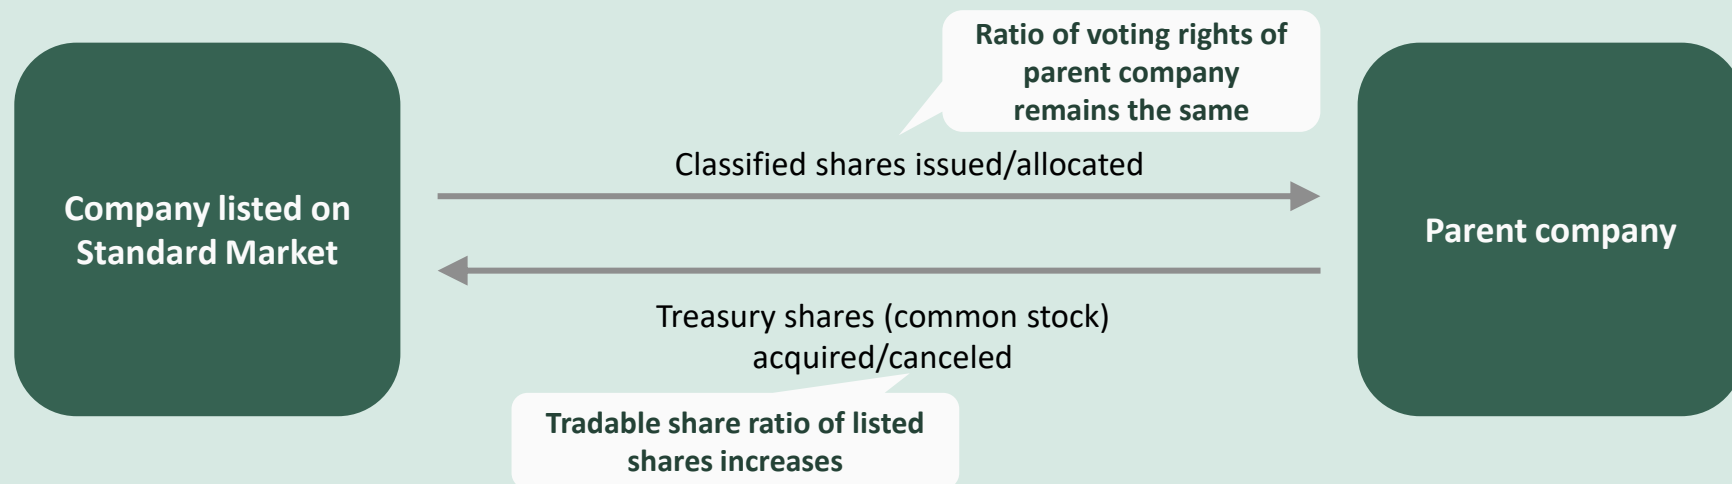 Ratio of voting rights of
parent company
remains the same
Classified shares issued/allocated
Company listed on
Standard Market
Parent company
Treasury shares (common stock)
acquired/canceled
Tradable share ratio of listed
shares increases